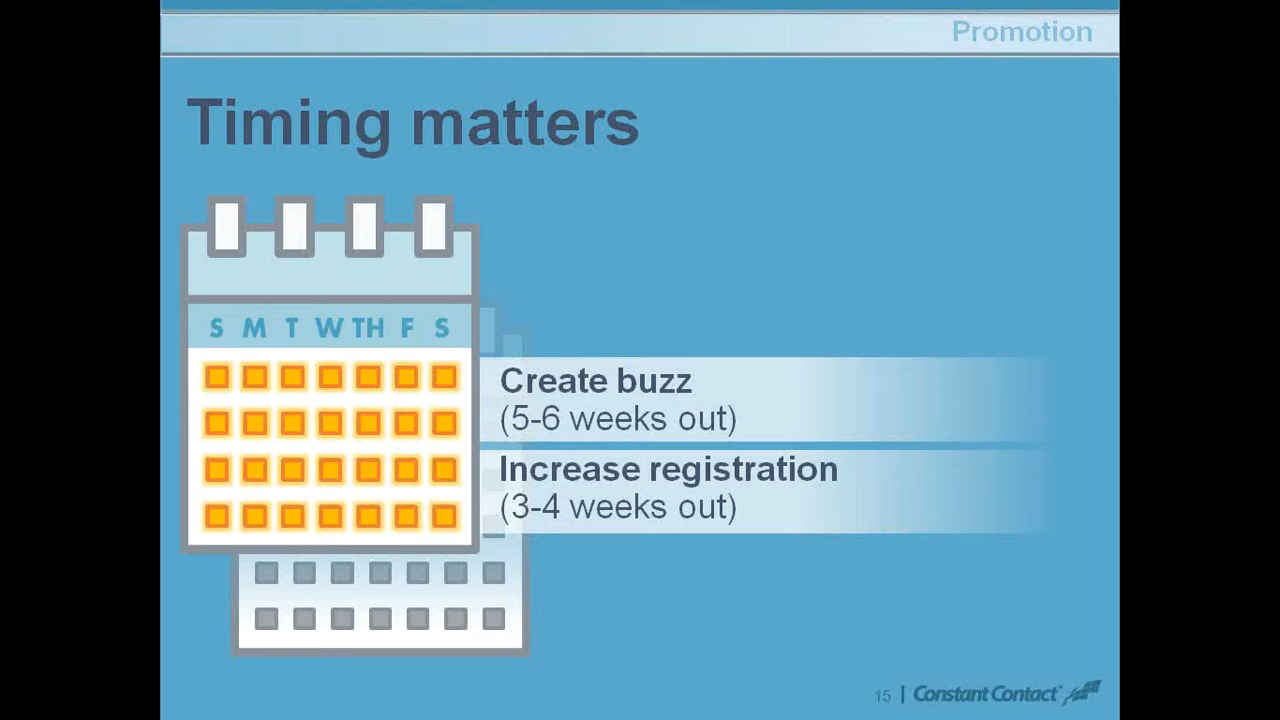 Promotion
Timing matters
S M T W TH F S
Create buzz
(5-6 weeks out)
Increase registration
(3-4 weeks out)
15 | Constant Contact®